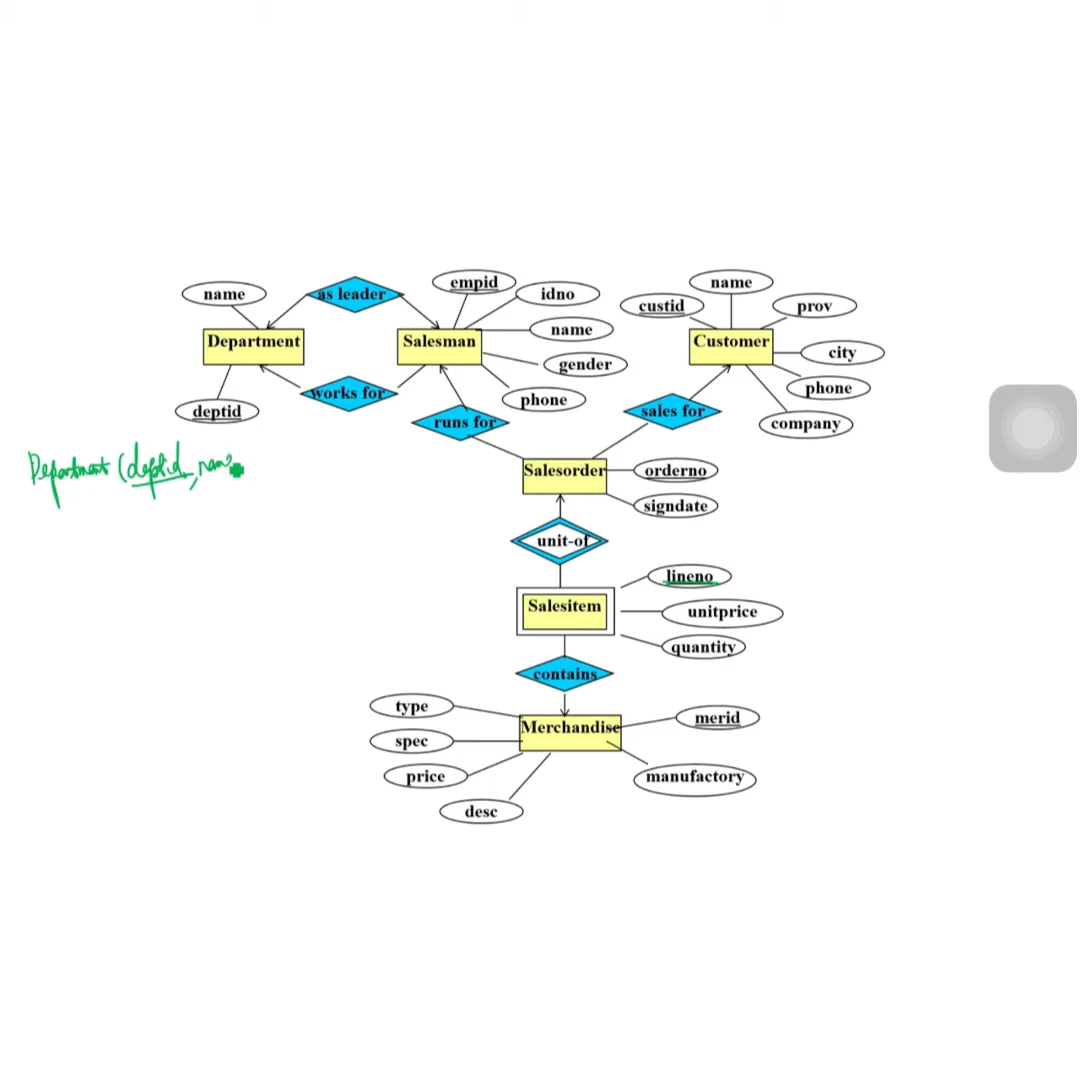 empid
name
as leader
idno
name
custid
prov
name
Department
Salesman
Customer
city
gender
works for
phone
phone
deptid
runs for
sales for
company
Department (deptid, name
Salesorder
orderno
signdate
unit-of
lineno
Salesitem
unitprice
quantity
contains
type
merid
Merchandise
spec
price
manufactory
desc